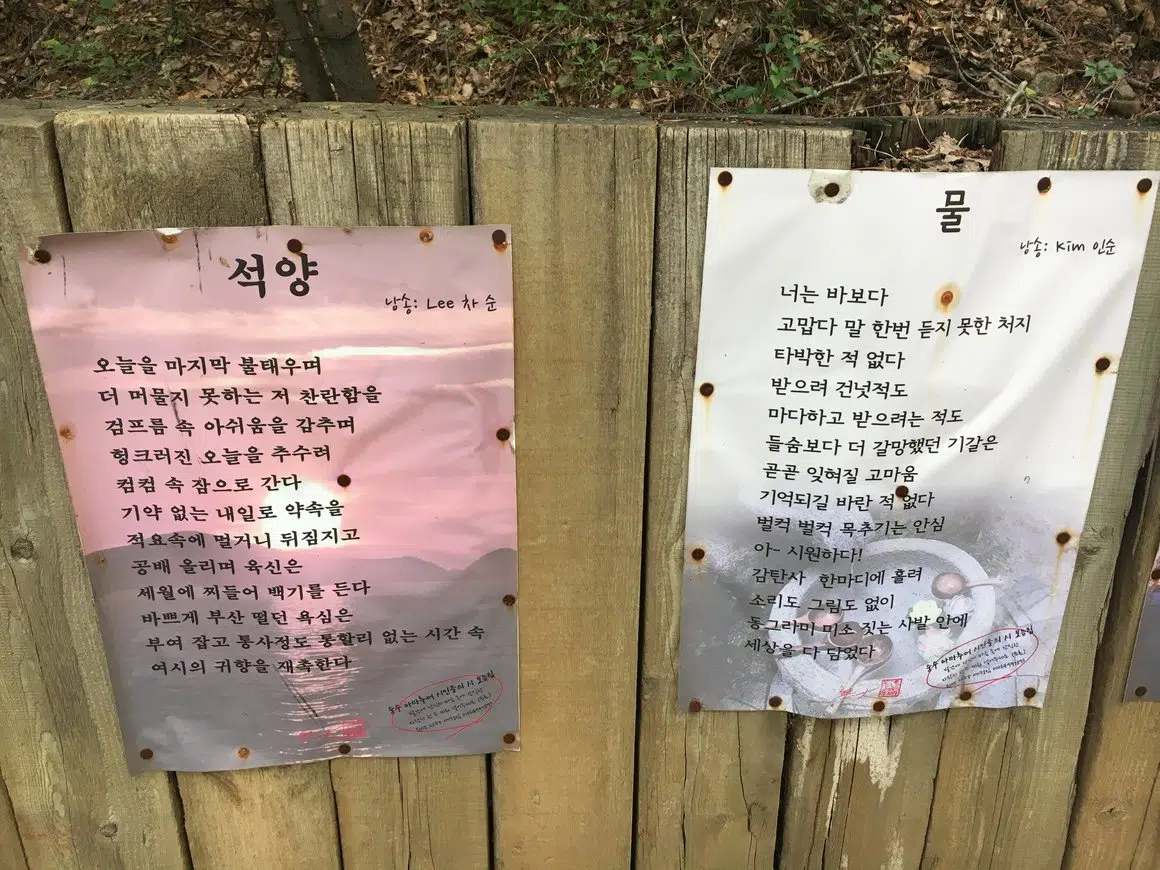 석양
낭송: Lee 차 순
오늘을 마지막 불태우며
더 머물지 못하는 저 찬란함을
검프름 속 아쉬움을 감추며
헝크러진 오늘을 추수려
컴컴 속 잠으로 간다
기약 없는 내일로 약속을
적요속에 멀거니 뒤짐지고
공배 올리며 육신은
세월에 찌들어 백기를 든다
바쁘게 부산 떨던 욕심은
부여 잡고 통사정도 통할리 없는 시간 속
여시의 귀향을 재촉한다
물
낭송: Kim 인순
너는 바보다
고맙다 말 한번 듣지 못한 처지
타박한 적 없다
받으려 건넛적도
마다하고 받으려는 적도
들숨보다 더 갈망했던 기갈은
곧곧 잊혀질 고마움
기억되길 바란 적 없다
벌컥 벌컥 목추기는 안심
아~ 시원하다!
감탄사 한마디에 홀려
소리도 그림도 없이
동그라미 미소 짓는 사발 안에
세상을 다 담었다